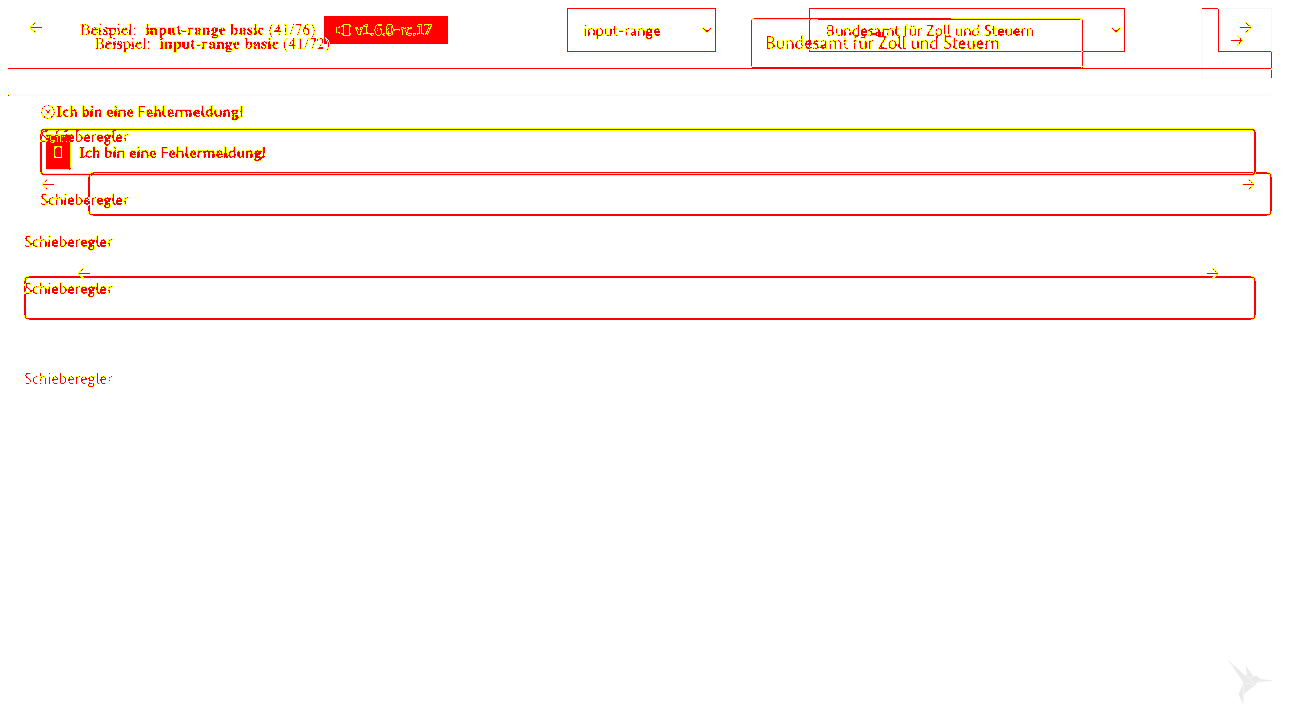 Beispiel: input-range basic (41/76) v1.6.0-rc.17 input-range Bundesamt für Zoll und Steuern
Beispiel: input-range basic (41/72) Bundesamt für Zoll und Steuern
Ich bin eine Fehlermeldung!
Schieberegler
Ich bin eine Fehlermeldung!
Schieberegler
Schieberegler
Schieberegler
Schieberegler